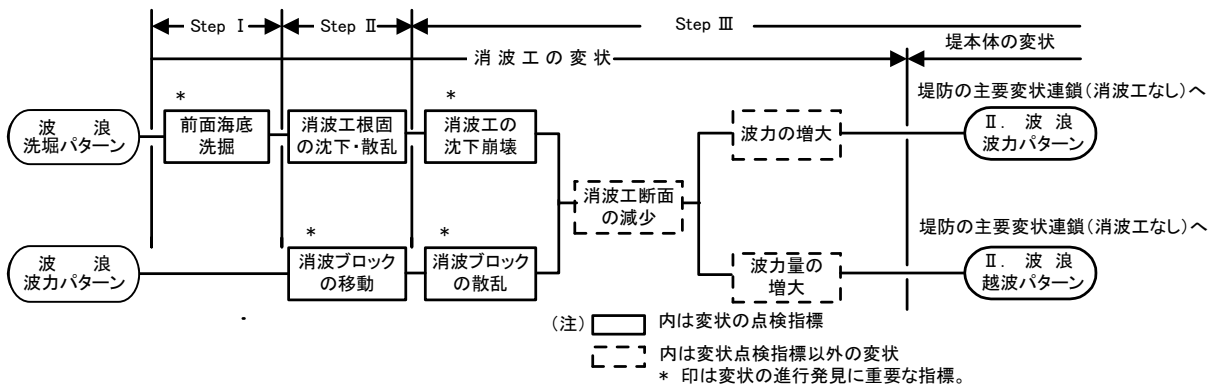 Step Ⅰ
Step Ⅱ
Step Ⅲ
消 波 工 の 変 状
堤本体の変状
波　浪
洗堀パターン
*
前面海底
洗掘
消波工根固
の沈下・散乱
*
消波工の
沈下崩壊
波力の増大
堤防の主要変状連鎖(消波工なし)へ
Ⅱ. 波 浪
波力パターン
消波工断面
の減少
波　浪
波力パターン
*
消波ブロック
の移動
*
消波ブロック
の散乱
波力量の
増大
堤防の主要変状連鎖(消波工なし)へ
Ⅱ. 波 浪
越波パターン
(注) 内は変状の点検指標
内は変状点検指標以外の変状
* 印は変状の進行発見に重要な指標。